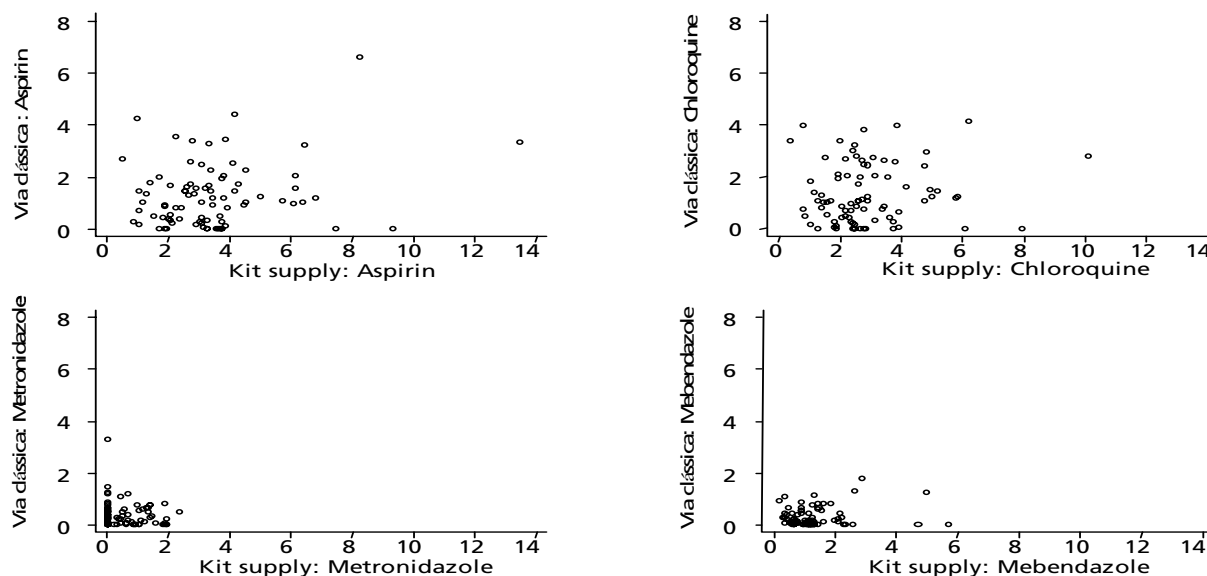 8
6
4
2
0
Via clássica : Aspirin
0 2 4 6 8 10 12 14
Kit supply: Aspirin
8
6
4
2
0
Via clássica: Chloroquine
0 2 4 6 8 10 12 14
Kit supply: Chloroquine
8
6
4
2
0
Via clássica: Metronidazole
0 2 4 6 8 10 12 14
Kit supply: Metronidazole
8
6
4
2
0
Via clássica: Mebendazole
0 2 4 6 8 10 12 14
Kit supply: Mebendazole